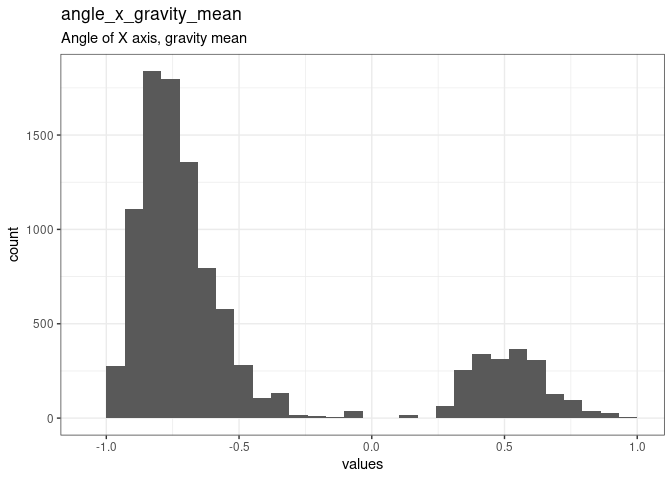 angle_x_gravity_mean
Angle of X axis, gravity mean
1500
1000
500
0
count
-1.0 -0.5 0.0 0.5 1.0
values